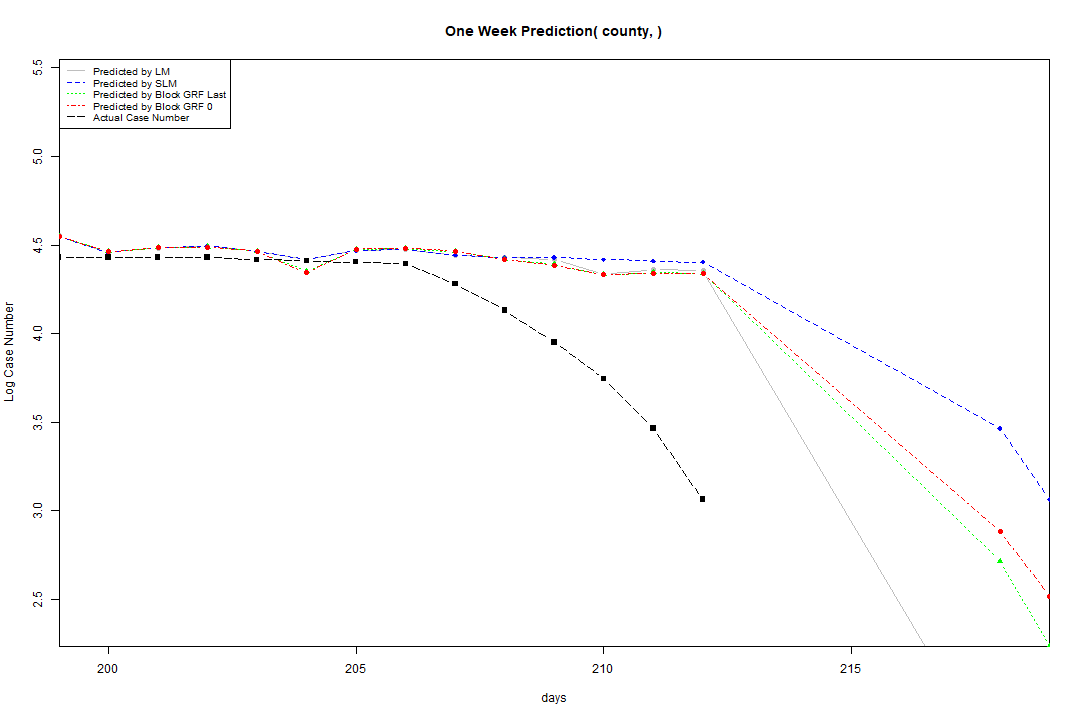 One Week Prediction( county, )
Predicted by LM
Predicted by SLM
Predicted by Block GRF Last
Predicted by Block GRF 0
Actual Case Number
5.5
5.0
4.5
4.0
3.5
3.0
2.5
Log Case Number
200
205
210
215
days